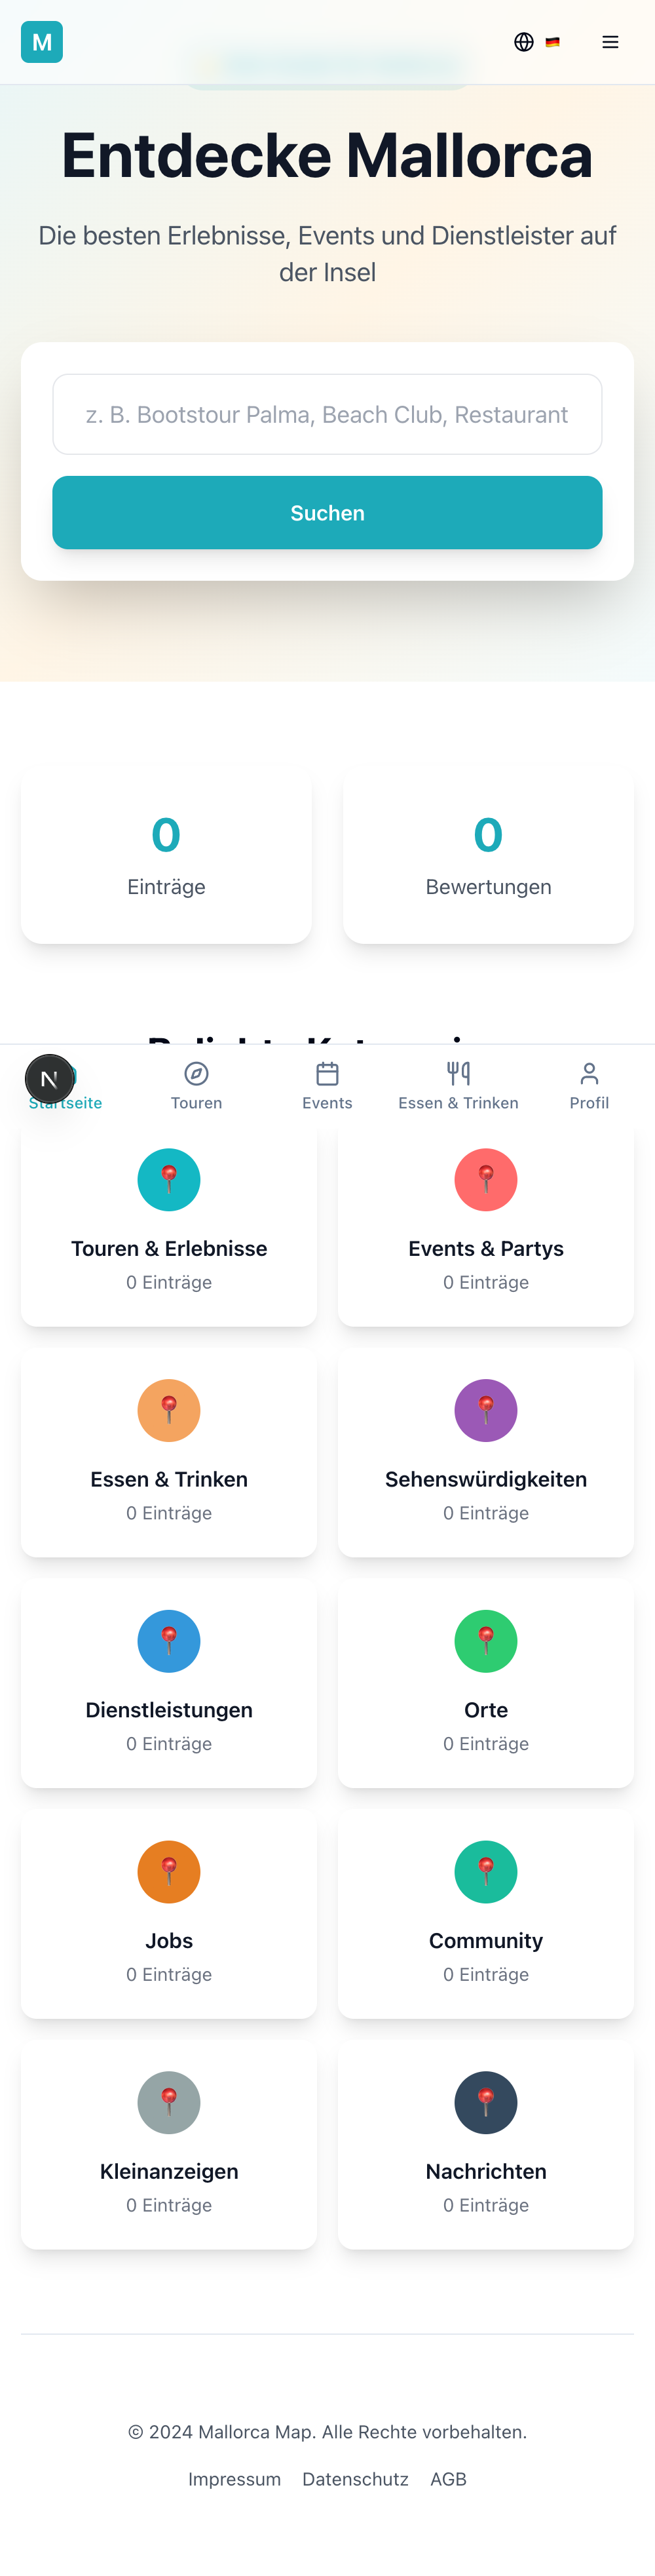 M
Entdecke Mallorca
Die besten Erlebnisse, Events und Dienstleister auf
der Insel
z. B. Bootstour Palma, Beach Club, Restaurant
Suchen
0
Einträge
0
Bewertungen
N
Startseite
Touren
Events
Essen & Trinken
Profil
Touren & Erlebnisse
0 Einträge
Events & Partys
0 Einträge
Essen & Trinken
0 Einträge
Sehenswürdigkeiten
0 Einträge
Dienstleistungen
0 Einträge
Orte
0 Einträge
Jobs
0 Einträge
Community
0 Einträge
Kleinanzeigen
0 Einträge
Nachrichten
0 Einträge
© 2024 Mallorca Map. Alle Rechte vorbehalten.
Impressum Datenschutz AGB